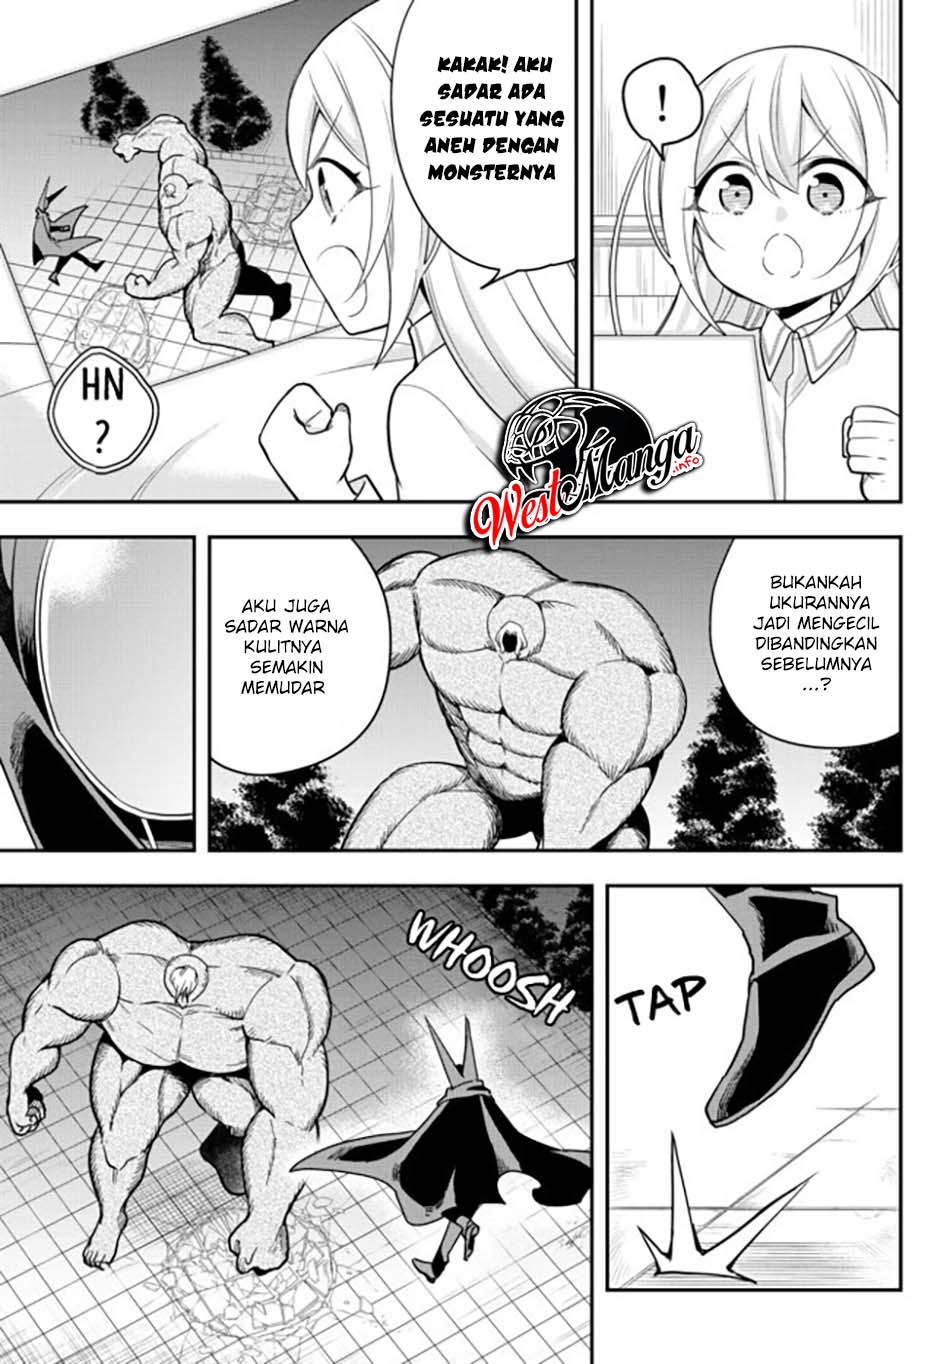 !
KAKAK! AKU
SADAR ADA
SESUATU YANG
ANEH DENGAN
MONSTERNYA
HN
?
WESTMANGA
.info
BUKANKAH
UKURANNYA
JADI MENGECIL
DIBANDINGKAN
SEBELUMNYA
...?
AKU JUGA
SADAR WARNA
KULITNYA
SEMAKIN
MEMUDAR
TAP
WHOOSH